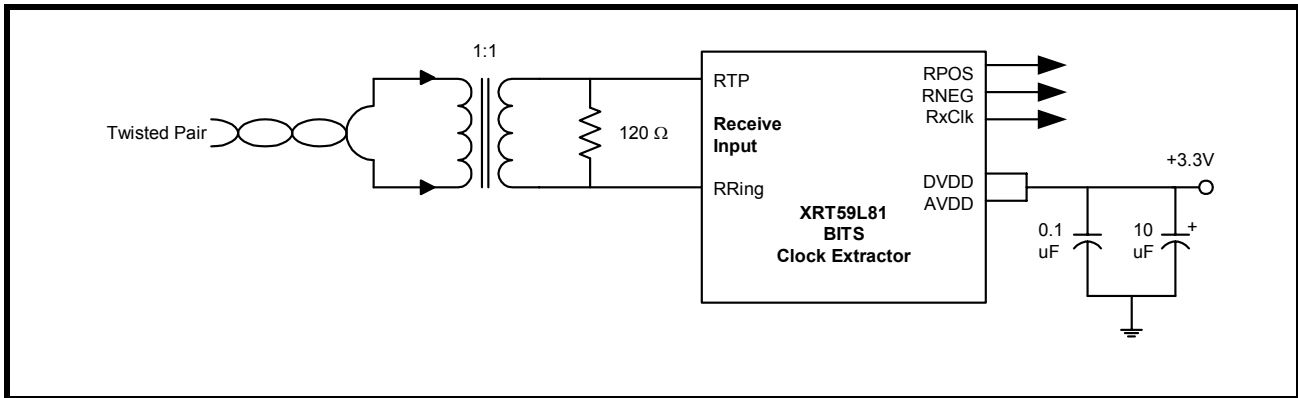 1:1
Twisted Pair
120 Ω
RTP
Receive
Input
RRing
XRT59L81
BITS
Clock Extractor
RPOS
RNEG
RxClk
DVDD
AVDD
+3.3V
0.1
uF
10
uF
+